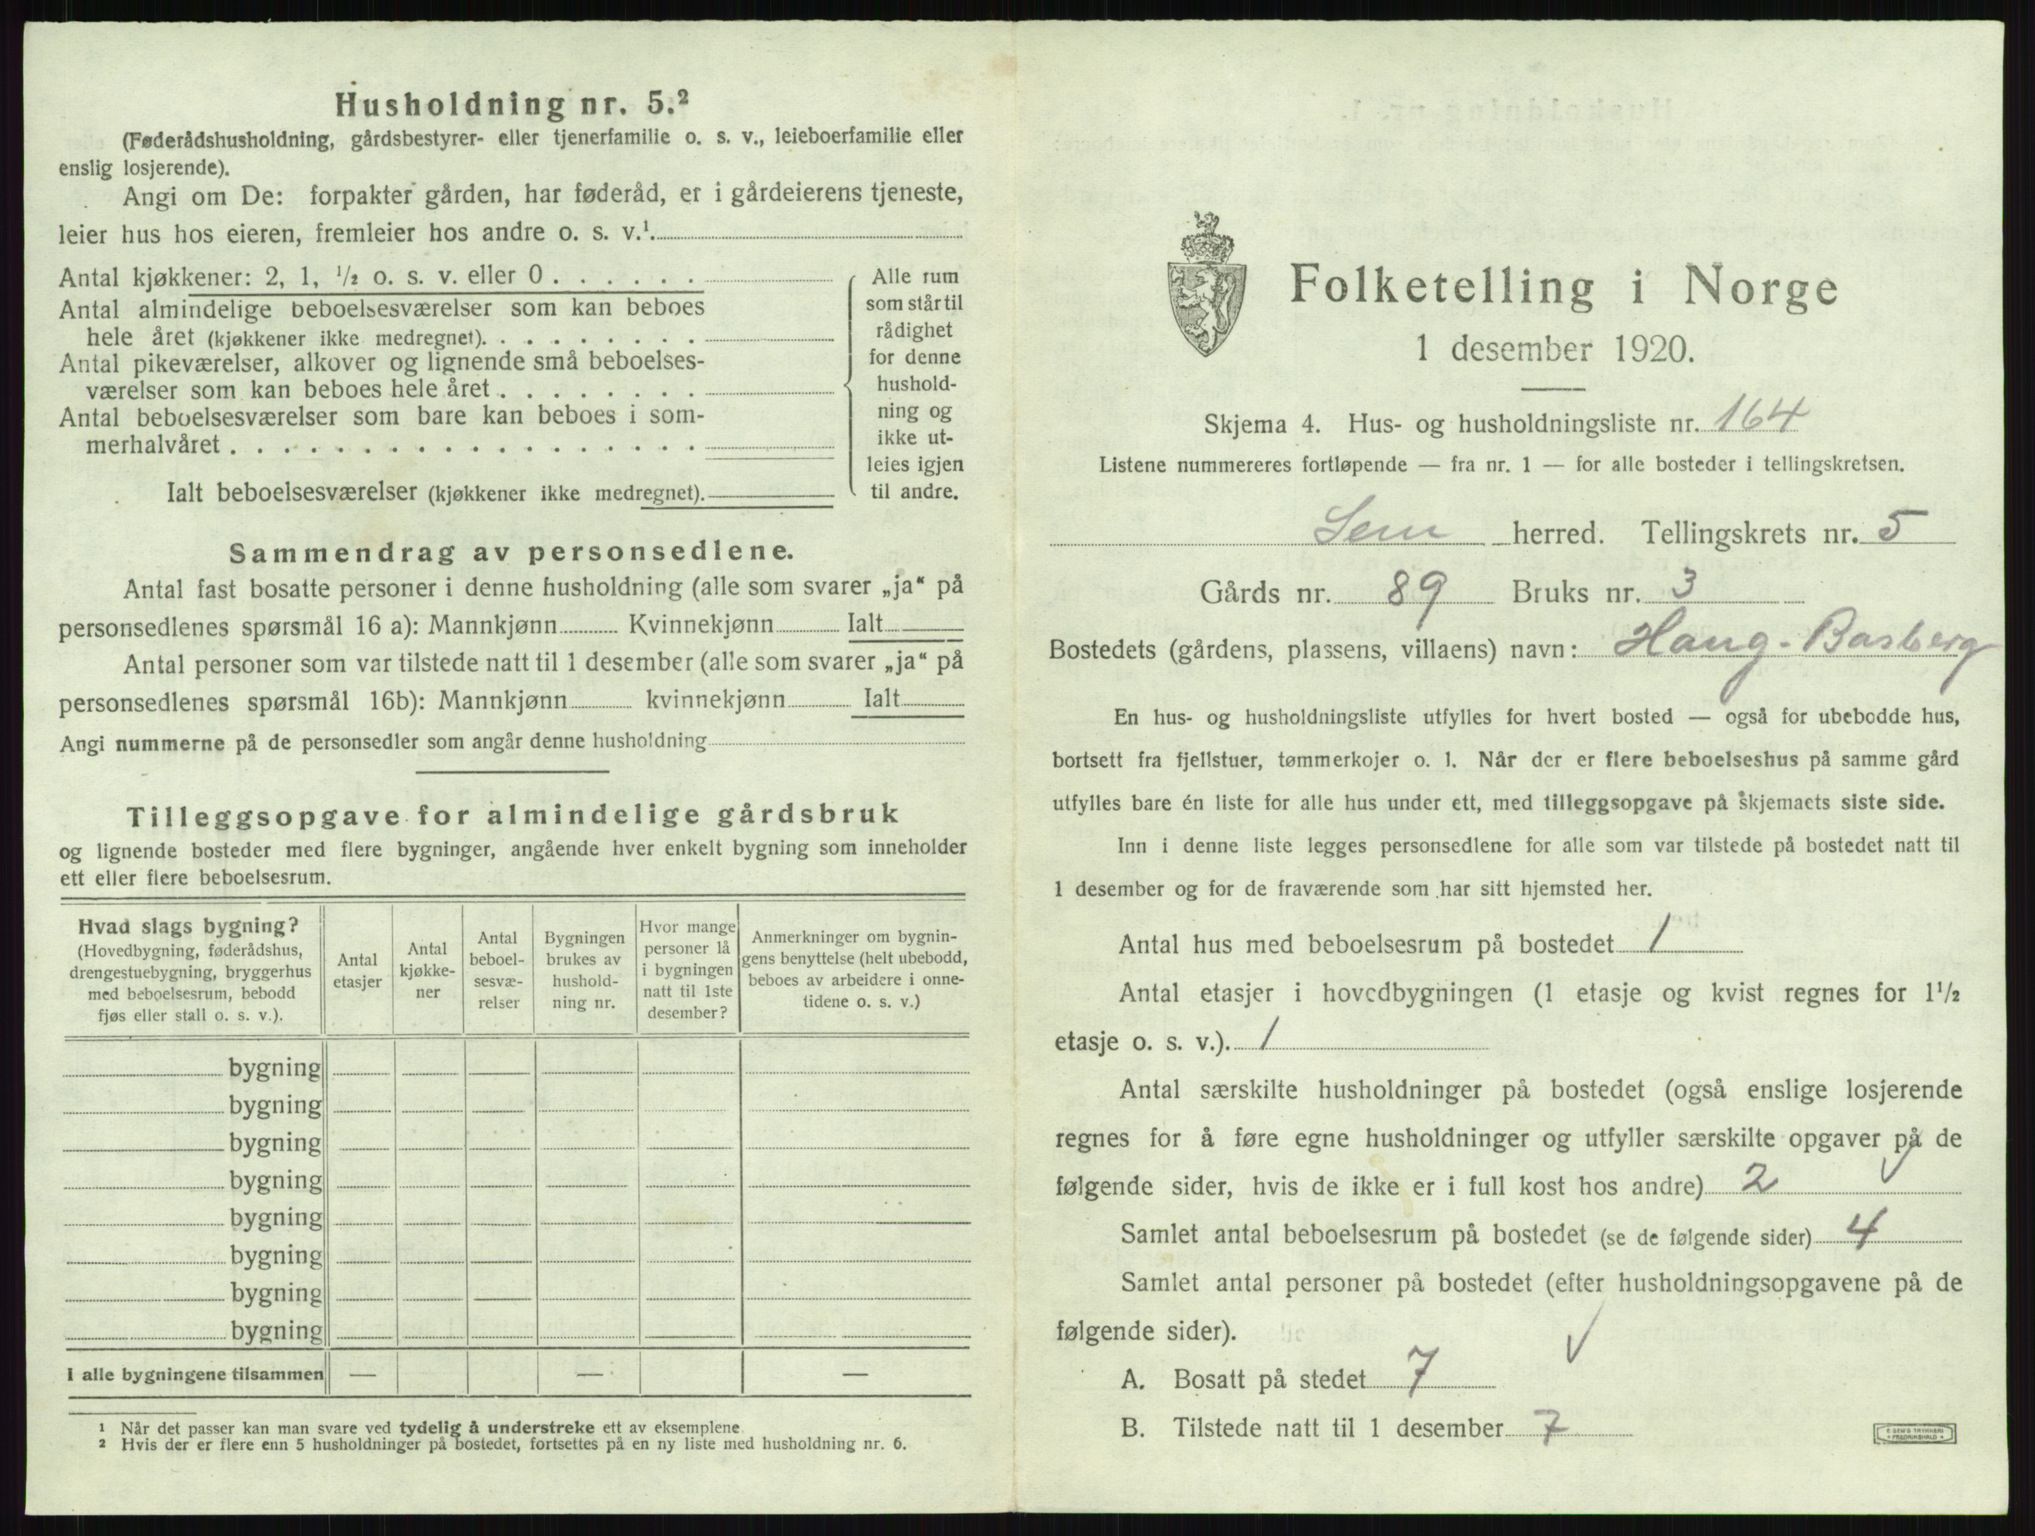 Husholdning nr. 5.²
(Føderådshusholdning, gårdsbestyrer- eller tjenerfamilie o. s. v., leieboerfamilie eller
enslig losjerende).
Angi om De: forpakter gården, har føderåd, er i gårdeierens tjeneste,
leier hus hos eieren, fremleier hos andre o. s. v.¹
Antal kjøkkener: 2, 1, ½ o. s. v. eller 0 . . . . . .
Antal almindelige beboelsesværelser som kan beboes
hele året (kjøkkener ikke medregnet). . . . . . . . .
Antal pikeværelser, alkover og lignende små beboelses-
værelser som kan beboes hele året . . . . . . . .
Antal beboelsesværelser som bare kan beboes i som-
merhalvåret . . . . . . . . . . . . . . . . . .
Ialt beboelsesværelser (kjøkkener ikke medregnet).
Alle rum
som står til
rådighet
for denne
hushold-
ning og
ikke ut-
leies igjen
til andre.
Sammendrag av personsedlene.
Antal fast bosatte personer i denne husholdning (alle som svarer „ja“ på
personsedlenes spørsmål 16 a): Mannkjønn Kvinnekjønn Ialt
Antal personer som var tilstede natt til 1 desember (alle som svarer „ja“ på
personsedlenes spørsmål 16b): Mannkjønn kvinnekjønn Ialt
Angi nummerne på de personsedler som angår denne husholdning
Tilleggsopgave for almindelige gårdsbruk
og lignende bosteder med flere bygninger, angående hver enkelt bygning som inneholder
ett eller flere beboelsesrum.
Hvad slags bygning?
(Hovedbygning, føderådshus,
drengestuebygning, bryggerhus
med beboelsesrum, bebodd
fjøs eller stall o. s. v.).
Antal
etasjer
Antal
kjøkke-
ner
Antal
beboel-
sesvæ-
relser
Bygningen
brukes av
hushold-
ning nr.
Hvor mange
personer lå
i bygningen
natt til 1ste
desember?
Anmerkninger om bygnin-
gens benyttelse (helt ubebodd,
beboes av arbeidere i onne-
tidene o. s. v.)
bygning
bygning
bygning
bygning
bygning
bygning
bygning
bygning
I alle bygningene tilsammen — — —
¹ Når det passer kan man svare ved tydelig å understreke ett av eksemplene.
² Hvis der er flere enn 5 husholdninger på bostedet, fortsettes på en ny liste med husholdning nr. 6.
Folketelling i Norge
1 desember 1920.
Skjema 4. Hus- og husholdningsliste nr. 164
Listene nummereres fortløpende — fra nr. 1 — for alle bosteder i tellingskretsen.
Sem herred. Tellingskrets nr. 5
Gårds nr. 89 Bruks nr. 3
Bostedets (gårdens, plassens, villaens) navn: Haug-Basberg
En hus- og husholdningsliste utfylles for hvert bosted — også for ubebodde hus,
bortsett fra fjellstuer, tømmerkojer o. l. Når der er flere beboelseshus på samme gård
utfylles bare én liste for alle hus under ett, med tilleggsopgave på skjemaets siste side.
Inn i denne liste legges personsedlene for alle som var tilstede på bostedet natt til
1 desember og for de fraværende som har sitt hjemsted her.
Antal hus med beboelsesrum på bostedet 1
Antal etasjer i hovedbygningen (1 etasje og kvist regnes for 1½
etasje o. s. v.). 1
Antal særskilte husholdninger på bostedet (også enslige losjerende
regnes for å føre egne husholdninger og utfyller særskilte opgaver på de
følgende sider, hvis de ikke er i full kost hos andre) 2 ✓
Samlet antal beboelsesrum på bostedet (se de følgende sider) 4
Samlet antal personer på bostedet (efter husholdningsopgavene på de
følgende sider). ✓
A. Bosatt på stedet 7
B. Tilstede natt til 1 desember 7